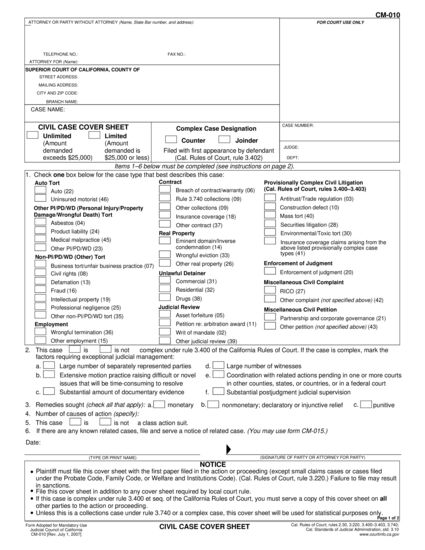 CM-010
ATTORNEY OR PARTY WITHOUT ATTORNEY (Name, State Bar number, and address):
FOR COURT USE ONLY
TELEPHONE NO.:
FAX NO.:
ATTORNEY FOR (Name):
SUPERIOR COURT OF CALIFORNIA, COUNTY OF
STREET ADDRESS:
MAILING ADDRESS:
CITY AND ZIP CODE:
BRANCH NAME:
CASE NAME:
CIVIL CASE COVER SHEET
Unlimited
(Amount
demanded
exceeds $25,000)
Limited
(Amount
demanded is
$25,000 or less)
Complex Case Designation
Counter
Joinder
Filed with first appearance by defendant
(Cal. Rules of Court, rule 3.402)
CASE NUMBER:
JUDGE:
DEPT:
Items 1–6 below must be completed (see instructions on page 2).
1. Check one box below for the case type that best describes this case:
Auto Tort
Auto (22)
Uninsured motorist (46)
Other PI/PD/WD (Personal Injury/Property
Damage/Wrongful Death) Tort
Asbestos (04)
Product liability (24)
Medical malpractice (45)
Other PI/PD/WD (23)
Non-PI/PD/WD (Other) Tort
Business tort/unfair business practice (07)
Civil rights (08)
Defamation (13)
Fraud (16)
Intellectual property (19)
Professional negligence (25)
Other non-PI/PD/WD tort (35)
Employment
Wrongful termination (36)
Other employment (15)
Contract
Breach of contract/warranty (06)
Rule 3.740 collections (09)
Other collections (09)
Insurance coverage (18)
Other contract (37)
Real Property
Eminent domain/Inverse
condemnation (14)
Wrongful eviction (33)
Other real property (26)
Unlawful Detainer
Commercial (31)
Residential (32)
Drugs (38)
Judicial Review
Asset forfeiture (05)
Petition re: arbitration award (11)
Writ of mandate (02)
Other judicial review (39)
Provisionally Complex Civil Litigation
(Cal. Rules of Court, rules 3.400–3.403)
Antitrust/Trade regulation (03)
Construction defect (10)
Mass tort (40)
Securities litigation (28)
Environmental/Toxic tort (30)
Insurance coverage claims arising from the
above listed provisionally complex case
types (41)
Enforcement of Judgment
Enforcement of judgment (20)
Miscellaneous Civil Complaint
RICO (27)
Other complaint (not specified above) (42)
Miscellaneous Civil Petition
Partnership and corporate governance (21)
Other petition (not specified above) (43)
2. This case is is not complex under rule 3.400 of the California Rules of Court. If the case is complex, mark the
factors requiring exceptional judicial management:
a. Large number of separately represented parties
b. Extensive motion practice raising difficult or novel
issues that will be time-consuming to resolve
c. Substantial amount of documentary evidence
d. Large number of witnesses
e. Coordination with related actions pending in one or more courts
in other counties, states, or countries, or in a federal court
f. Substantial postjudgment judicial supervision
3. Remedies sought (check all that apply): a. monetary b. nonmonetary; declaratory or injunctive relief c. punitive
4. Number of causes of action (specify):
5. This case is is not a class action suit.
6. If there are any known related cases, file and serve a notice of related case. (You may use form CM-015.)
Date:
(TYPE OR PRINT NAME)
(SIGNATURE OF PARTY OR ATTORNEY FOR PARTY)
NOTICE
• Plaintiff must file this cover sheet with the first paper filed in the action or proceeding (except small claims cases or cases filed
under the Probate Code, Family Code, or Welfare and Institutions Code). (Cal. Rules of Court, rule 3.220.) Failure to file may result
in sanctions.
• File this cover sheet in addition to any cover sheet required by local court rule.
• If this case is complex under rule 3.400 et seq. of the California Rules of Court, you must serve a copy of this cover sheet on all
other parties to the action or proceeding.
• Unless this is a collections case under rule 3.740 or a complex case, this cover sheet will be used for statistical purposes only.
Page 1 of 2
Form Adopted for Mandatory Use
Judicial Council of California
CM-010 [Rev. July 1, 2007]
CIVIL CASE COVER SHEET
Cal. Rules of Court, rules 2.30, 3.220, 3.400–3.403, 3.740;
Cal. Standards of Judicial Administration, std. 3.10
www.courtinfo.ca.gov